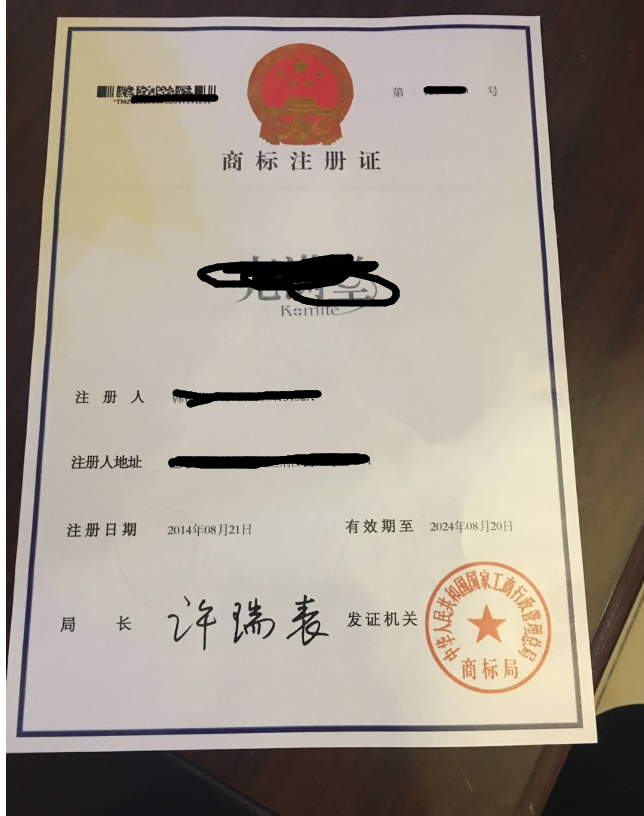 第 号
商标注册证
Komite
注册人
注册人地址
注册日期 2014年08月21日 有效期至 2024年08月20日
局长 许瑞表 发证机关
中华人民共和国国家工商行政管理总局
商标局